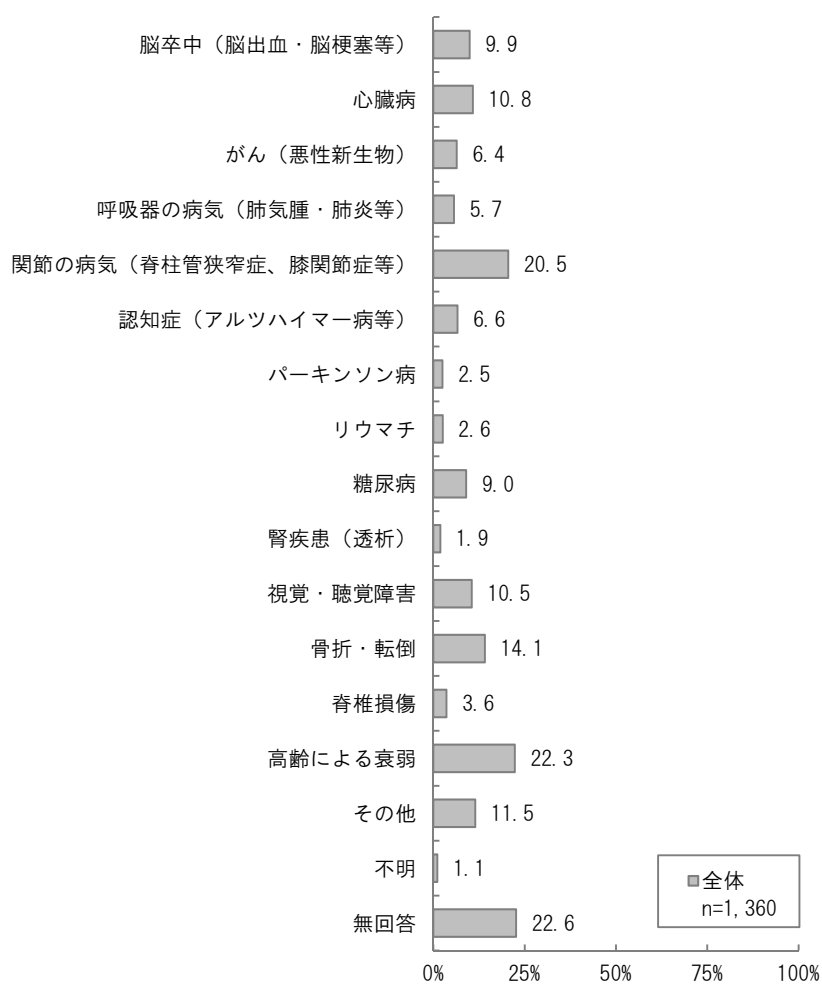 脳卒中（脳出血・脳梗塞等） 9.9
心臓病 10.8
がん（悪性新生物） 6.4
呼吸器の病気（肺気腫・肺炎等） 5.7
関節の病気（脊柱管狭窄症、膝関節症等） 20.5
認知症（アルツハイマー病等） 6.6
パーキンソン病 2.5
リウマチ 2.6
糖尿病 9.0
腎疾患（透析） 1.9
視覚・聴覚障害 10.5
骨折・転倒 14.1
脊椎損傷 3.6
高齢による衰弱 22.3
その他 11.5
不明 1.1
無回答 22.6
全体
n=1,360
0% 25% 50% 75% 100%